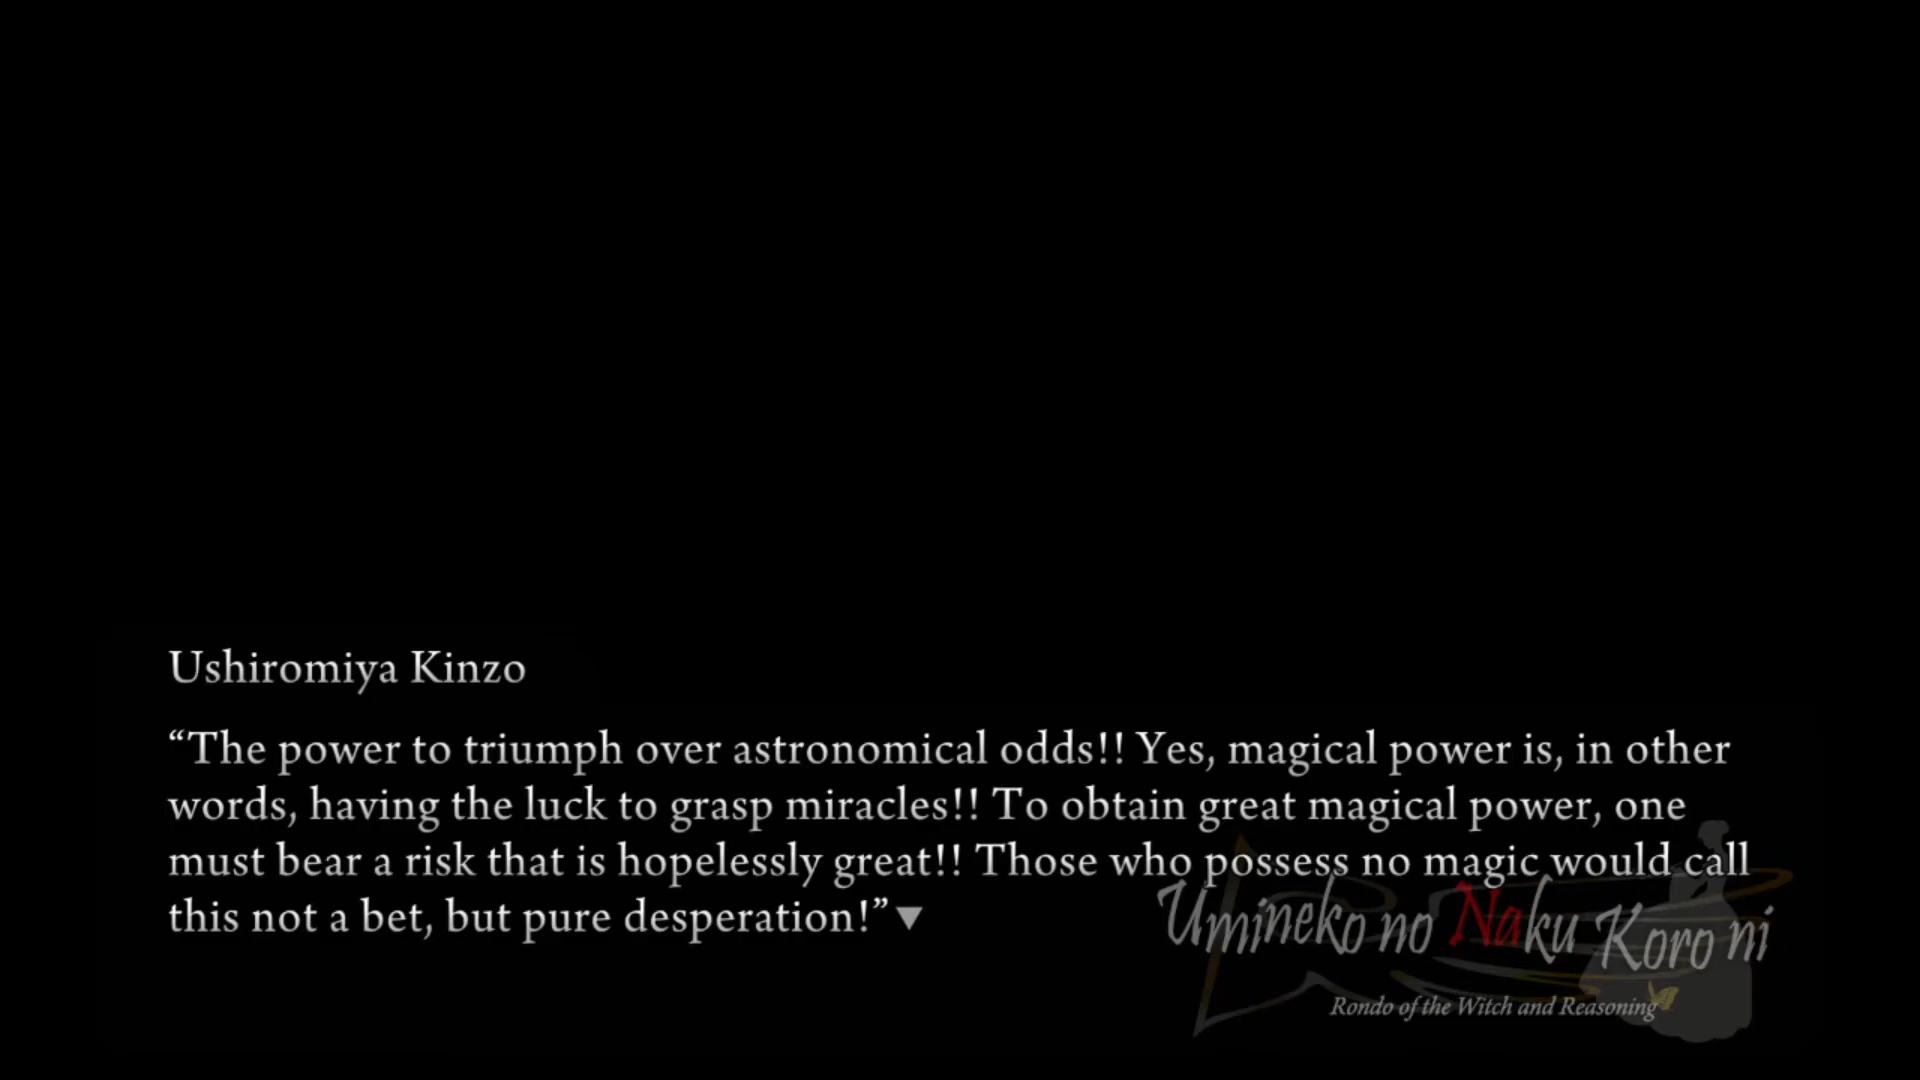 Ushiromiya Kinzo
“The power to triumph over astronomical odds!! Yes, magical power is, in other
words, having the luck to grasp miracles!! To obtain great magical power, one
must bear a risk that is hopelessly great!! Those who possess no magic would call
this not a bet, but pure desperation!”▼
Umineko no Naku Koro ni
Rondo of the Witch and Reasoning